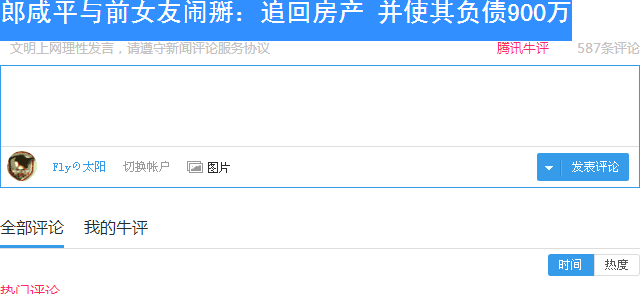 郎咸平与前女友闹掰：追回房产 并使其负债900万
文明上网理性发言，请遵守新闻评论服务协议 腾讯牛评 587条评论
Flyの太阳 切换帐户 图片 发表评论
全部评论 我的牛评
时间 热度
热门评论